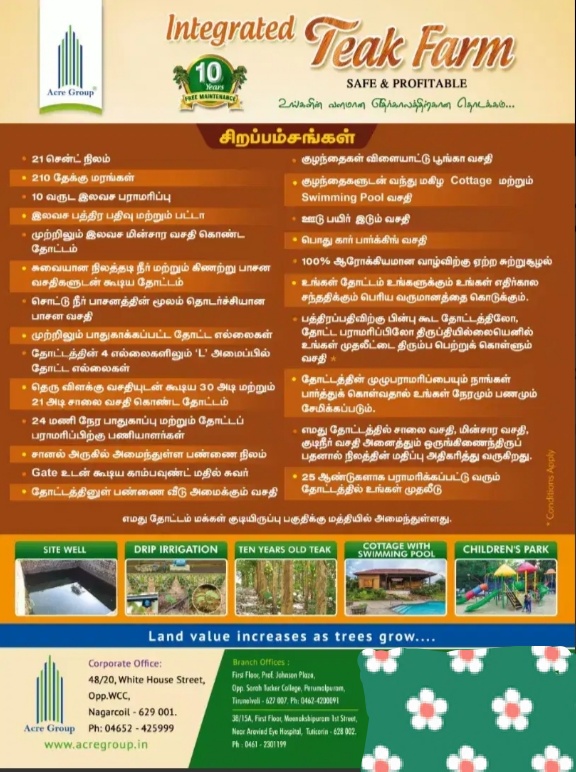 Integrated
Teak Farm
Acre Group
10
Years
FREE MAINTENANCE
SAFE & PROFITABLE
உங்களின் வளமான எதிர்காலத்திற்கான தொடக்கம்...
சிறப்பம்சங்கள்
• 21 சென்ட் நிலம்
• 210 தேக்கு மரங்கள்
• 10 வருட இலவச பராமரிப்பு
• இலவச பத்திர பதிவு மற்றும் பட்டா
• முற்றிலும் இலவச மின்சார வசதி கொண்ட
தோட்டம்
• சுவையான நிலத்தடி நீர் மற்றும் கிணற்று பாசன
வசதிகளுடன் கூடிய தோட்டம்
• சொட்டு நீர் பாசனத்தின் மூலம் தொடர்ச்சியான
பாசன வசதி
• முற்றிலும் பாதுகாக்கப்பட்ட தோட்ட எல்லைகள்
• தோட்டத்தின் 4 எல்லைகளிலும் ‘L’ அமைப்பில்
தோட்ட எல்லைகள்
• தெரு விளக்கு வசதியுடன் கூடிய 30 அடி மற்றும்
21 அடி சாலை வசதி கொண்ட தோட்டம்
• 24 மணி நேர பாதுகாப்பு மற்றும் தோட்டப்
பராமரிப்பிற்கு பணியாளர்கள்
• சானல் அருகில் அமைந்துள்ள பண்ணை நிலம்
• Gate உடன் கூடிய காம்பவுண்ட் மதில் சுவர்
• தோட்டத்தினுள் பண்ணை வீடு அமைக்கும் வசதி
• குழந்தைகள் விளையாட்டு பூங்கா வசதி
• குழந்தைகளுடன் வந்து மகிழ Cottage மற்றும்
Swimming Pool வசதி
• ஊடு பயிர் இடும் வசதி
• பொது கார் பார்க்கிங் வசதி
• 100% ஆரோக்கியமான வாழ்விற்கு ஏற்ற சுற்றுசூழல்
• உங்கள் தோட்டம் உங்களுக்கும் உங்கள் எதிர்கால
சந்ததிக்கும் பெரிய வருமானத்தை கொடுக்கும்.
• பத்திரப்பதிவிற்கு பின்பு கூட தோட்டத்திலோ,
தோட்ட பராமரிப்பிலோ திருப்தியில்லையெனில்
உங்கள் முதலீட்டை திரும்ப பெற்றுக் கொள்ளும்
வசதி *
• தோட்டத்தின் முழுபராமரிப்பையும் நாங்கள்
பார்த்துக் கொள்வதால் உங்கள் நேரமும் பணமும்
சேமிக்கப்படும்.
• எமது தோட்டத்தில் சாலை வசதி, மின்சார வசதி,
குடிநீர் வசதி அனைத்தும் ஒருங்கிணைந்திருப்
பதனால் நிலத்தின் மதிப்பு அதிகரித்து வருகிறது.
• 25 ஆண்டுகளாக பராமரிக்கப்பட்டு வரும்
தோட்டத்தில் உங்கள் முதலீடு
* Conditions Apply
எமது தோட்டம் மக்கள் குடியிருப்பு பகுதிக்கு மத்தியில் அமைந்துள்ளது.
SITE WELL
DRIP IRRIGATION
TEN YEARS OLD TEAK
COTTAGE WITH
SWIMMING POOL
CHILDREN'S PARK
Land value increases as trees grow....
Acre Group
www.acregroup.in
Corporate Office:
48/20, White House Street,
Opp.WCC,
Nagarcoil - 629 001.
Ph: 04652 - 425999
Branch Offices :
First Floor, Prof. Johnson Plaza,
Opp. Sarah Tucker College, Perumalpuram,
Tirunelveli - 627 007. Ph: 0462-4200091
38/15A, First Floor, Meenakshipuram 1st Street,
Near Aravind Eye Hospital, Tuticorin - 628 002.
Ph : 0461 - 2301199